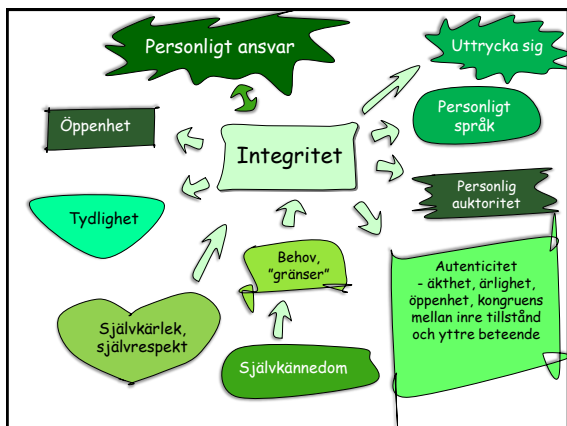 Personligt ansvar
Uttrycka sig
Öppenhet
Personligt
språk
Integritet
Personlig
auktoritet
Tydlighet
Behov,
”gränser”
Autenticitet
- äkthet, ärlighet,
öppenhet, kongruens
mellan inre tillstånd
och yttre beteende
Självkärlek,
självrespekt
Självkännedom